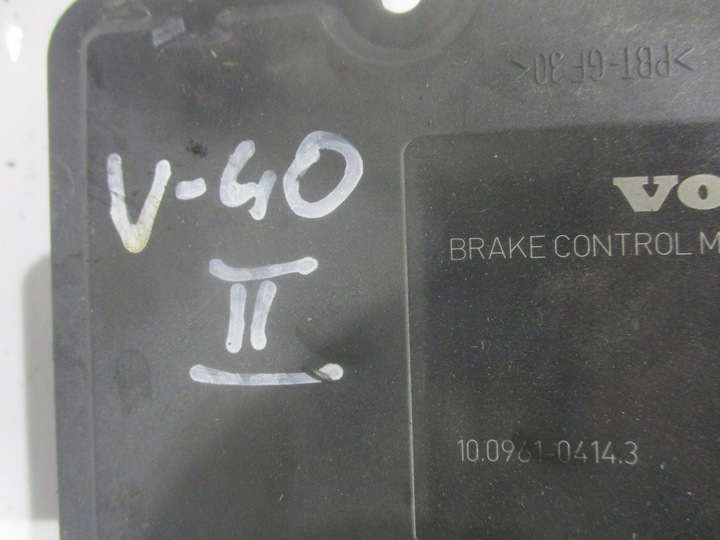 >PBT-GF 30<
V-40
II
VO
BRAKE CONTROL M
10.0961-0414.3